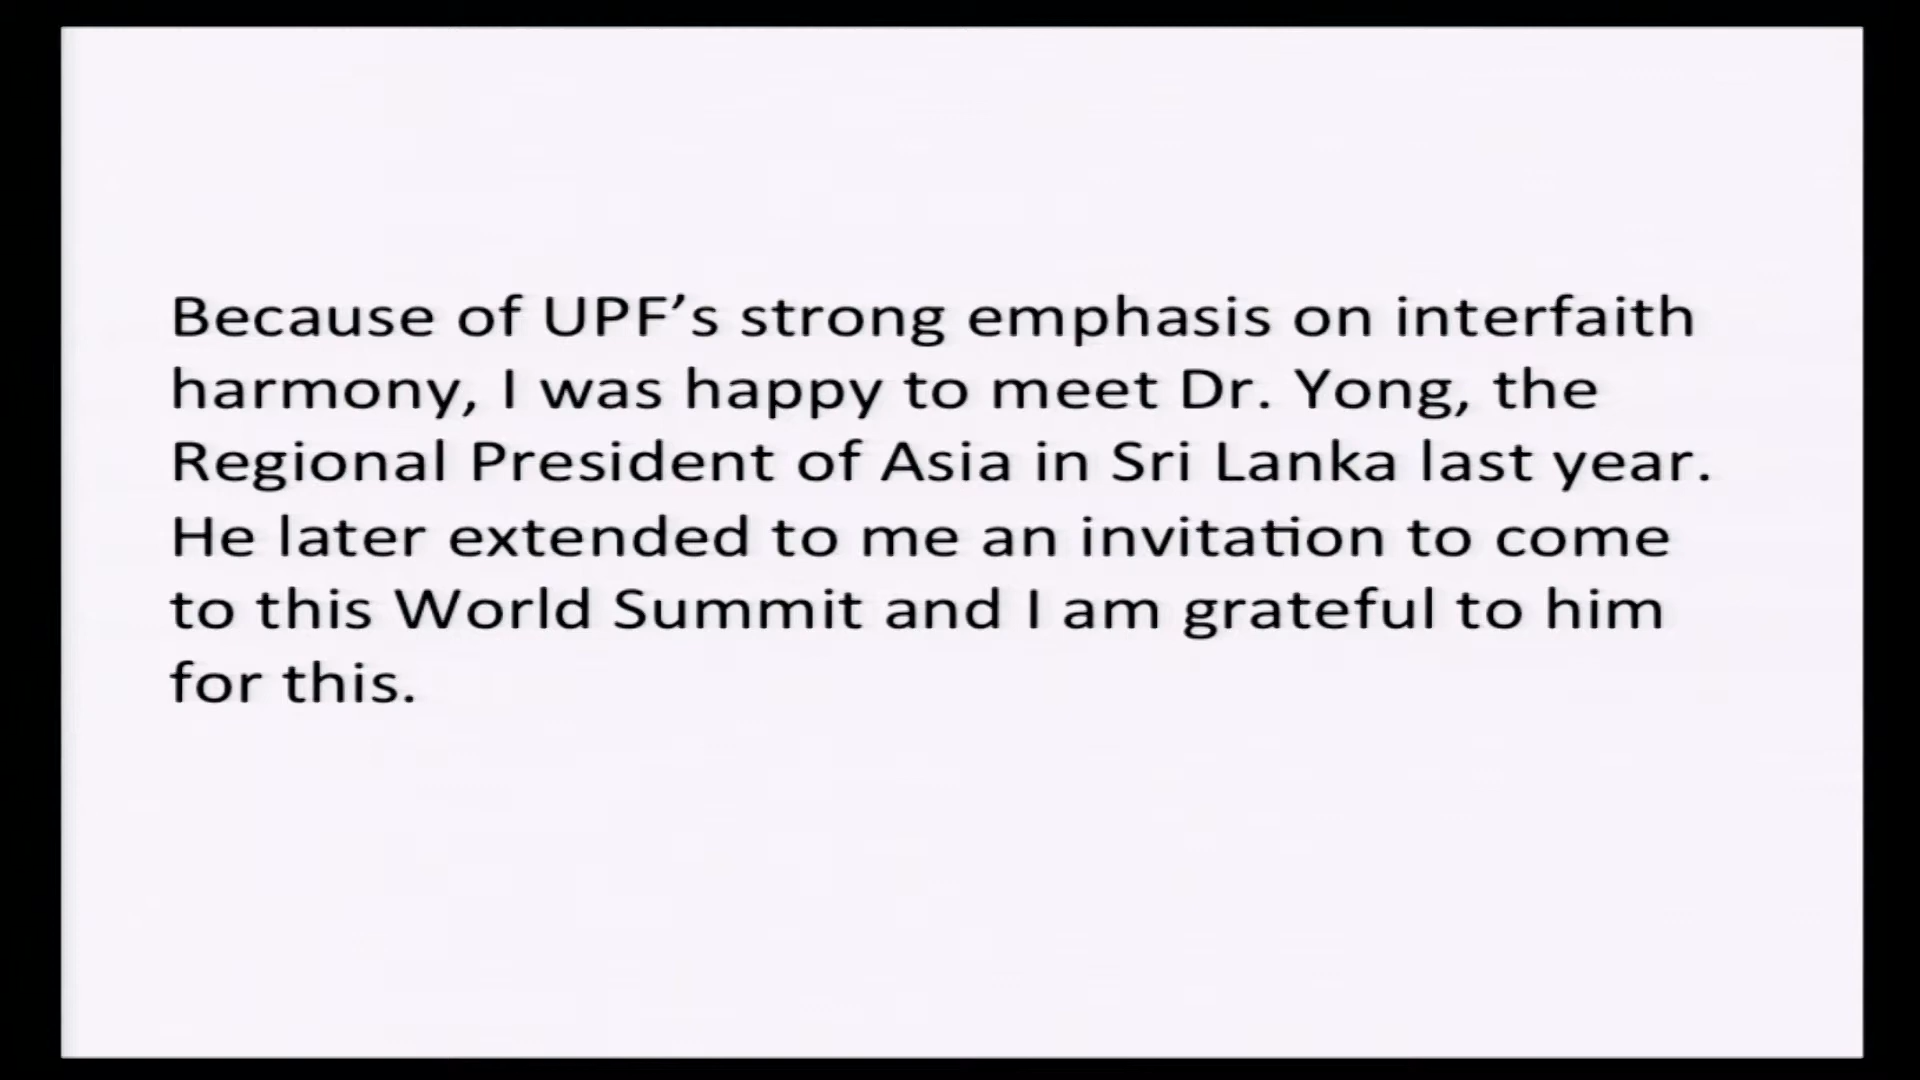 Because of UPF’s strong emphasis on interfaith
harmony, I was happy to meet Dr. Yong, the
Regional President of Asia in Sri Lanka last year.
He later extended to me an invitation to come
to this World Summit and I am grateful to him
for this.